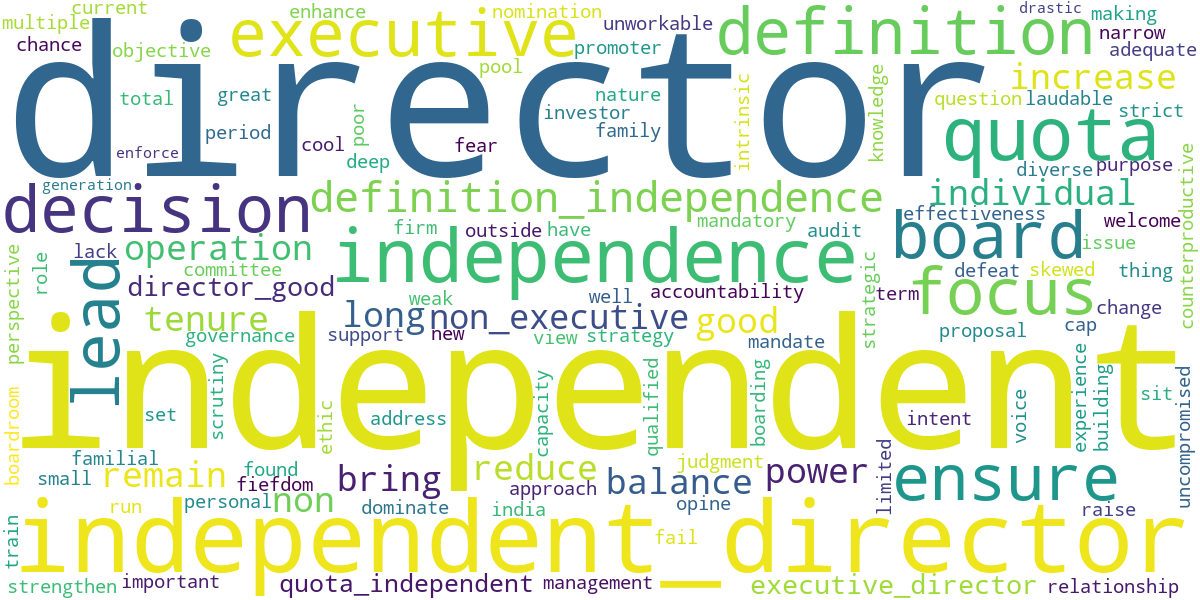 current
multiple
chance
objective
enhance
executive
nomination
unworkable
promoter
pool
definition
drastic
making
narrow
adequate
increase
director
total
great
period
enforce
cool
poor
deep
fear
nature
investor
family
intrinsic
knowledge
question
laudable
strict
quota
diverse
purpose
counterproductive
generation
decision
definition_independence
individual
effectiveness
welcome
firm
outside
have
mandatory
audit
board
issue
lack
operation
independence
committee
role
perspective
lead
director_good
weak
well
accountability
strategic
term
defeat
skewed
thing
focus
change
tenure
long
non_executive
good
governance
support
new
view
strategy
mandate
proposal
cap
independent
set
scrutiny
ethic
address
capacity
qualified
boarding
intent
voice
experience
building
sit
uncompromised
boardroom
familial
small
remain
found
fiefdom
bring
reduce
approach
balance
judgment
power
limited
ensure
run
personal
non
dominate
india
opine
raise
train
independent_director
fail
strengthen
important
quota_independent
management
executive_director
relationship